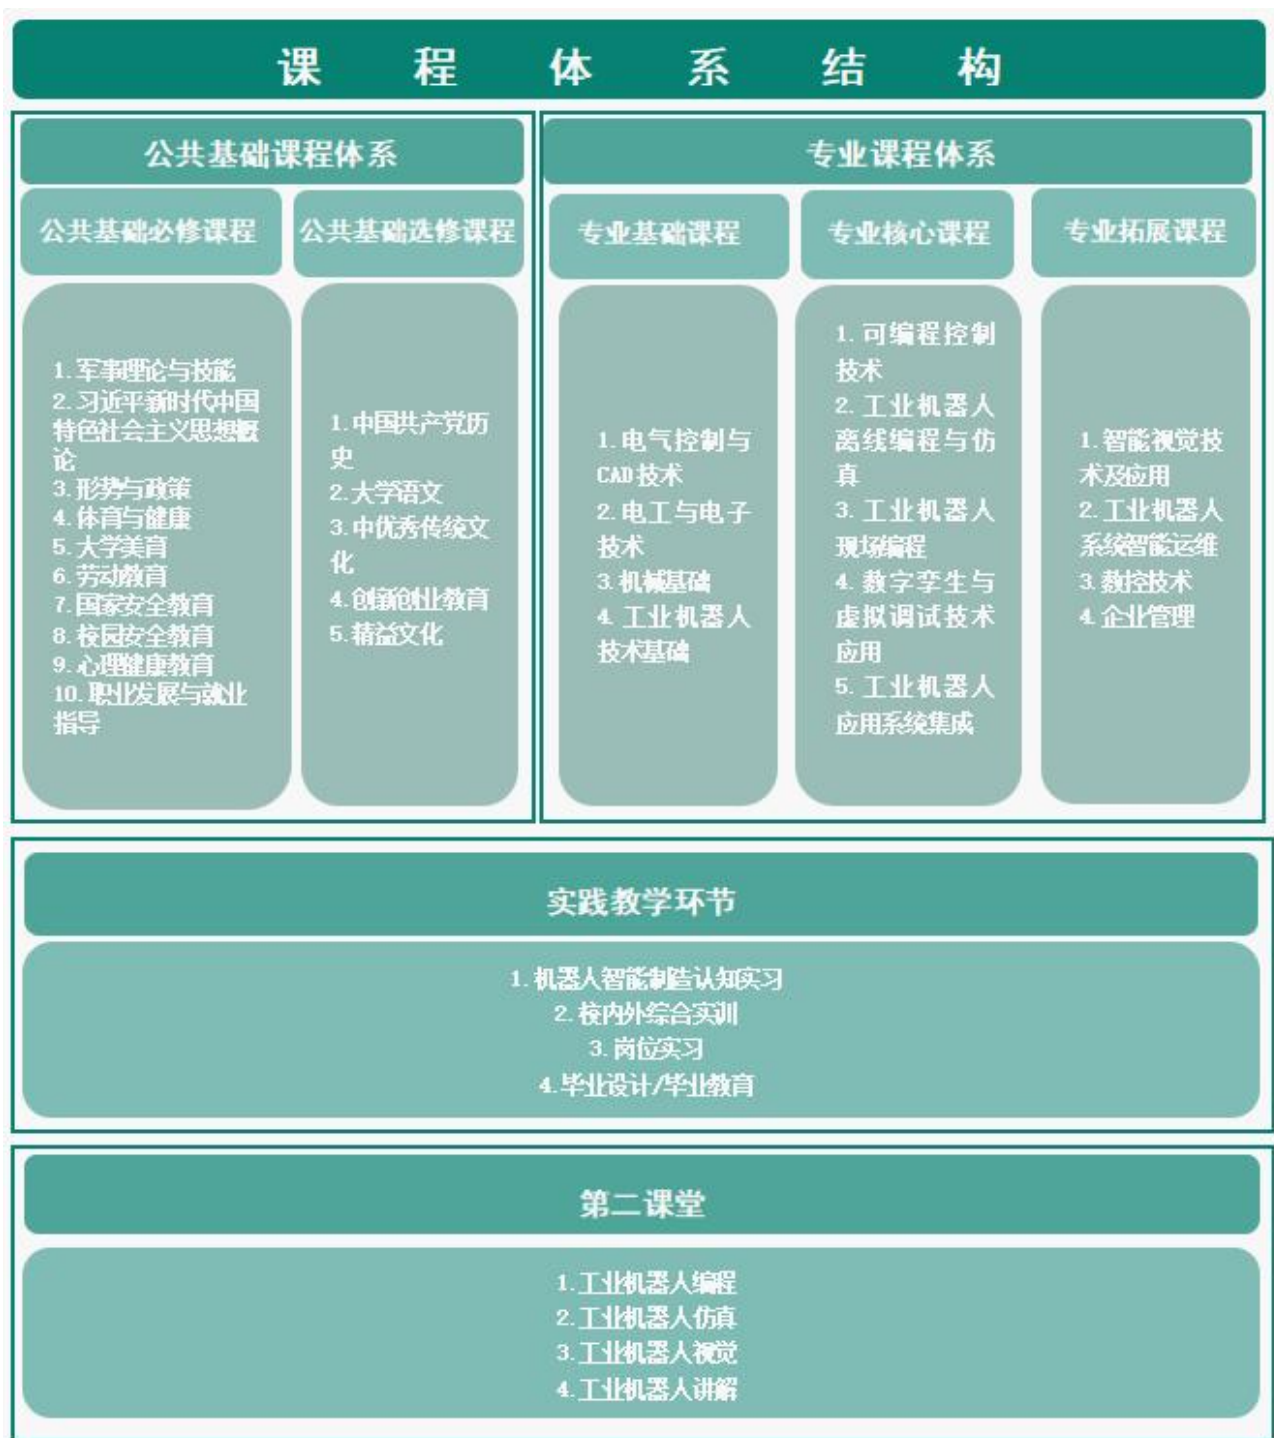 课程体系结构
公共基础课程体系
公共基础必修课程
公共基础选修课程
1.军事理论与技能
2.习近平新时代中国
特色社会主义思想概
论
3.形势与政策
4.体育与健康
5.大学美育
6.劳动教育
7.国家安全教育
8.校园安全教育
9.心理健康教育
10.职业发展与就业
指导
1.中国共产党历
史
2.大学语文
3.中优秀传统文
化
4.创新创业教育
5.精益文化
专业课程体系
专业基础课程
专业核心课程
专业拓展课程
1.电气控制与
CAD技术
2.电工与电子
技术
3.机械基础
4.工业机器人
技术基础
1.可编程控制
技术
2.工业机器人
离线编程与仿
真
3.工业机器人
现场编程
4.数字孪生与
虚拟调试技术
应用
5.工业机器人
应用系统集成
1.智能视觉技
术及应用
2.工业机器人
系统智能运维
3.数控技术
4.企业管理
实践教学环节
1.机器人智能制造认知实习
2.校内外综合实训
3.岗位实习
4.毕业设计/毕业教育
第二课堂
1.工业机器人编程
2.工业机器人仿真
3.工业机器人视觉
4.工业机器人讲解